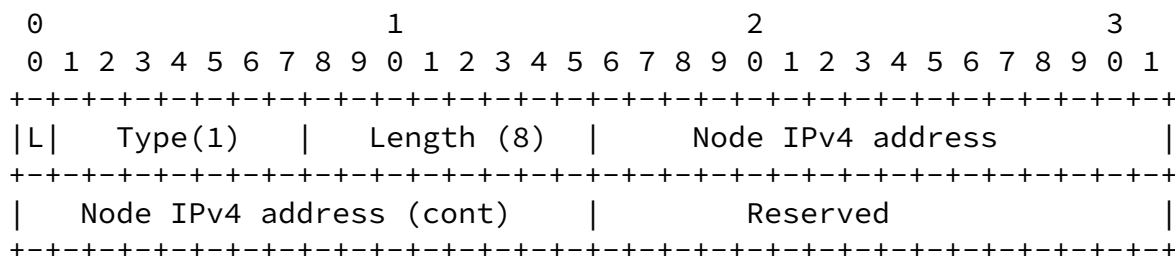 0                   1                   2                   3
 0 1 2 3 4 5 6 7 8 9 0 1 2 3 4 5 6 7 8 9 0 1 2 3 4 5 6 7 8 9 0 1
+-+-+-+-+-+-+-+-+-+-+-+-+-+-+-+-+-+-+-+-+-+-+-+-+-+-+-+-+-+-+-+-+
|L|   Type(1)   |   Length (8)  |     Node IPv4 address         |
+-+-+-+-+-+-+-+-+-+-+-+-+-+-+-+-+-+-+-+-+-+-+-+-+-+-+-+-+-+-+-+-+
|   Node IPv4 address (cont)    |        Reserved               |
+-+-+-+-+-+-+-+-+-+-+-+-+-+-+-+-+-+-+-+-+-+-+-+-+-+-+-+-+-+-+-+-+